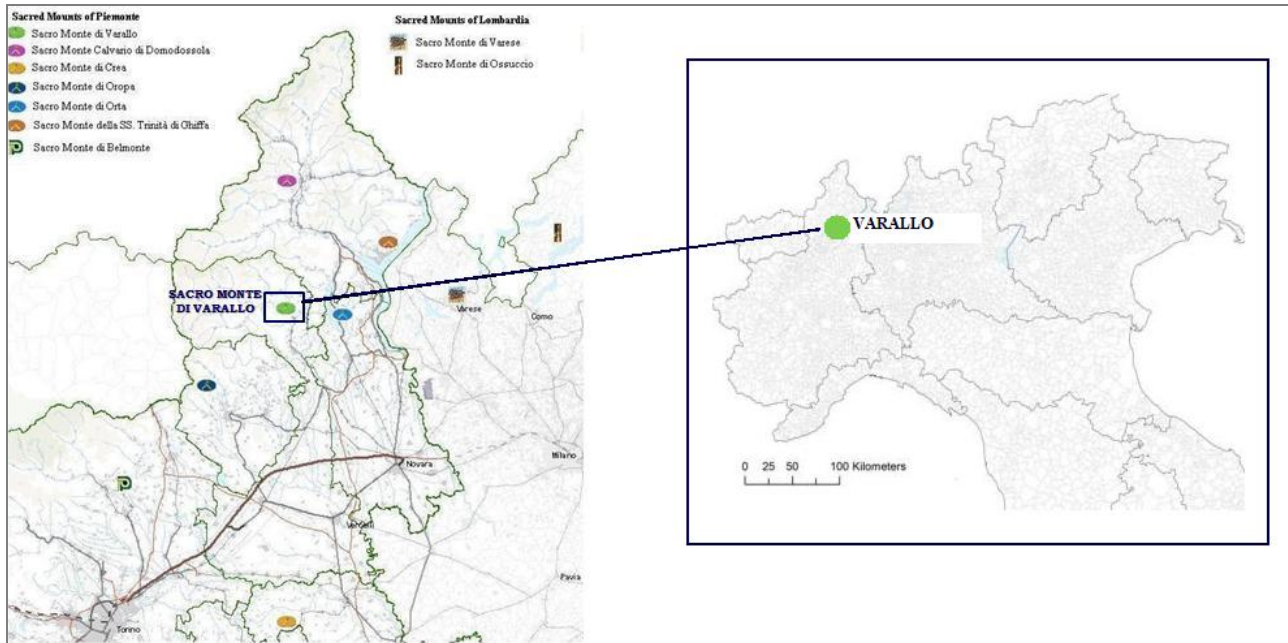 Sacred Mounts of Piemonte
Sacro Monte di Varallo
Sacro Monte Calvario di Domodossola
Sacro Monte di Crea
Sacro Monte di Oropa
Sacro Monte di Orta
Sacro Monte della SS. Trinità di Ghiffa
Sacro Monte di Belmonte
Sacred Mounts of Lombardia
Sacro Monte di Varese
Sacro Monte di Ossuccio
SACRO MONTE
DI VARALLO
Varese
Como
Novara
Milano
Vercelli
Pavia
Torino
VARALLO
0 25 50 100 Kilometers